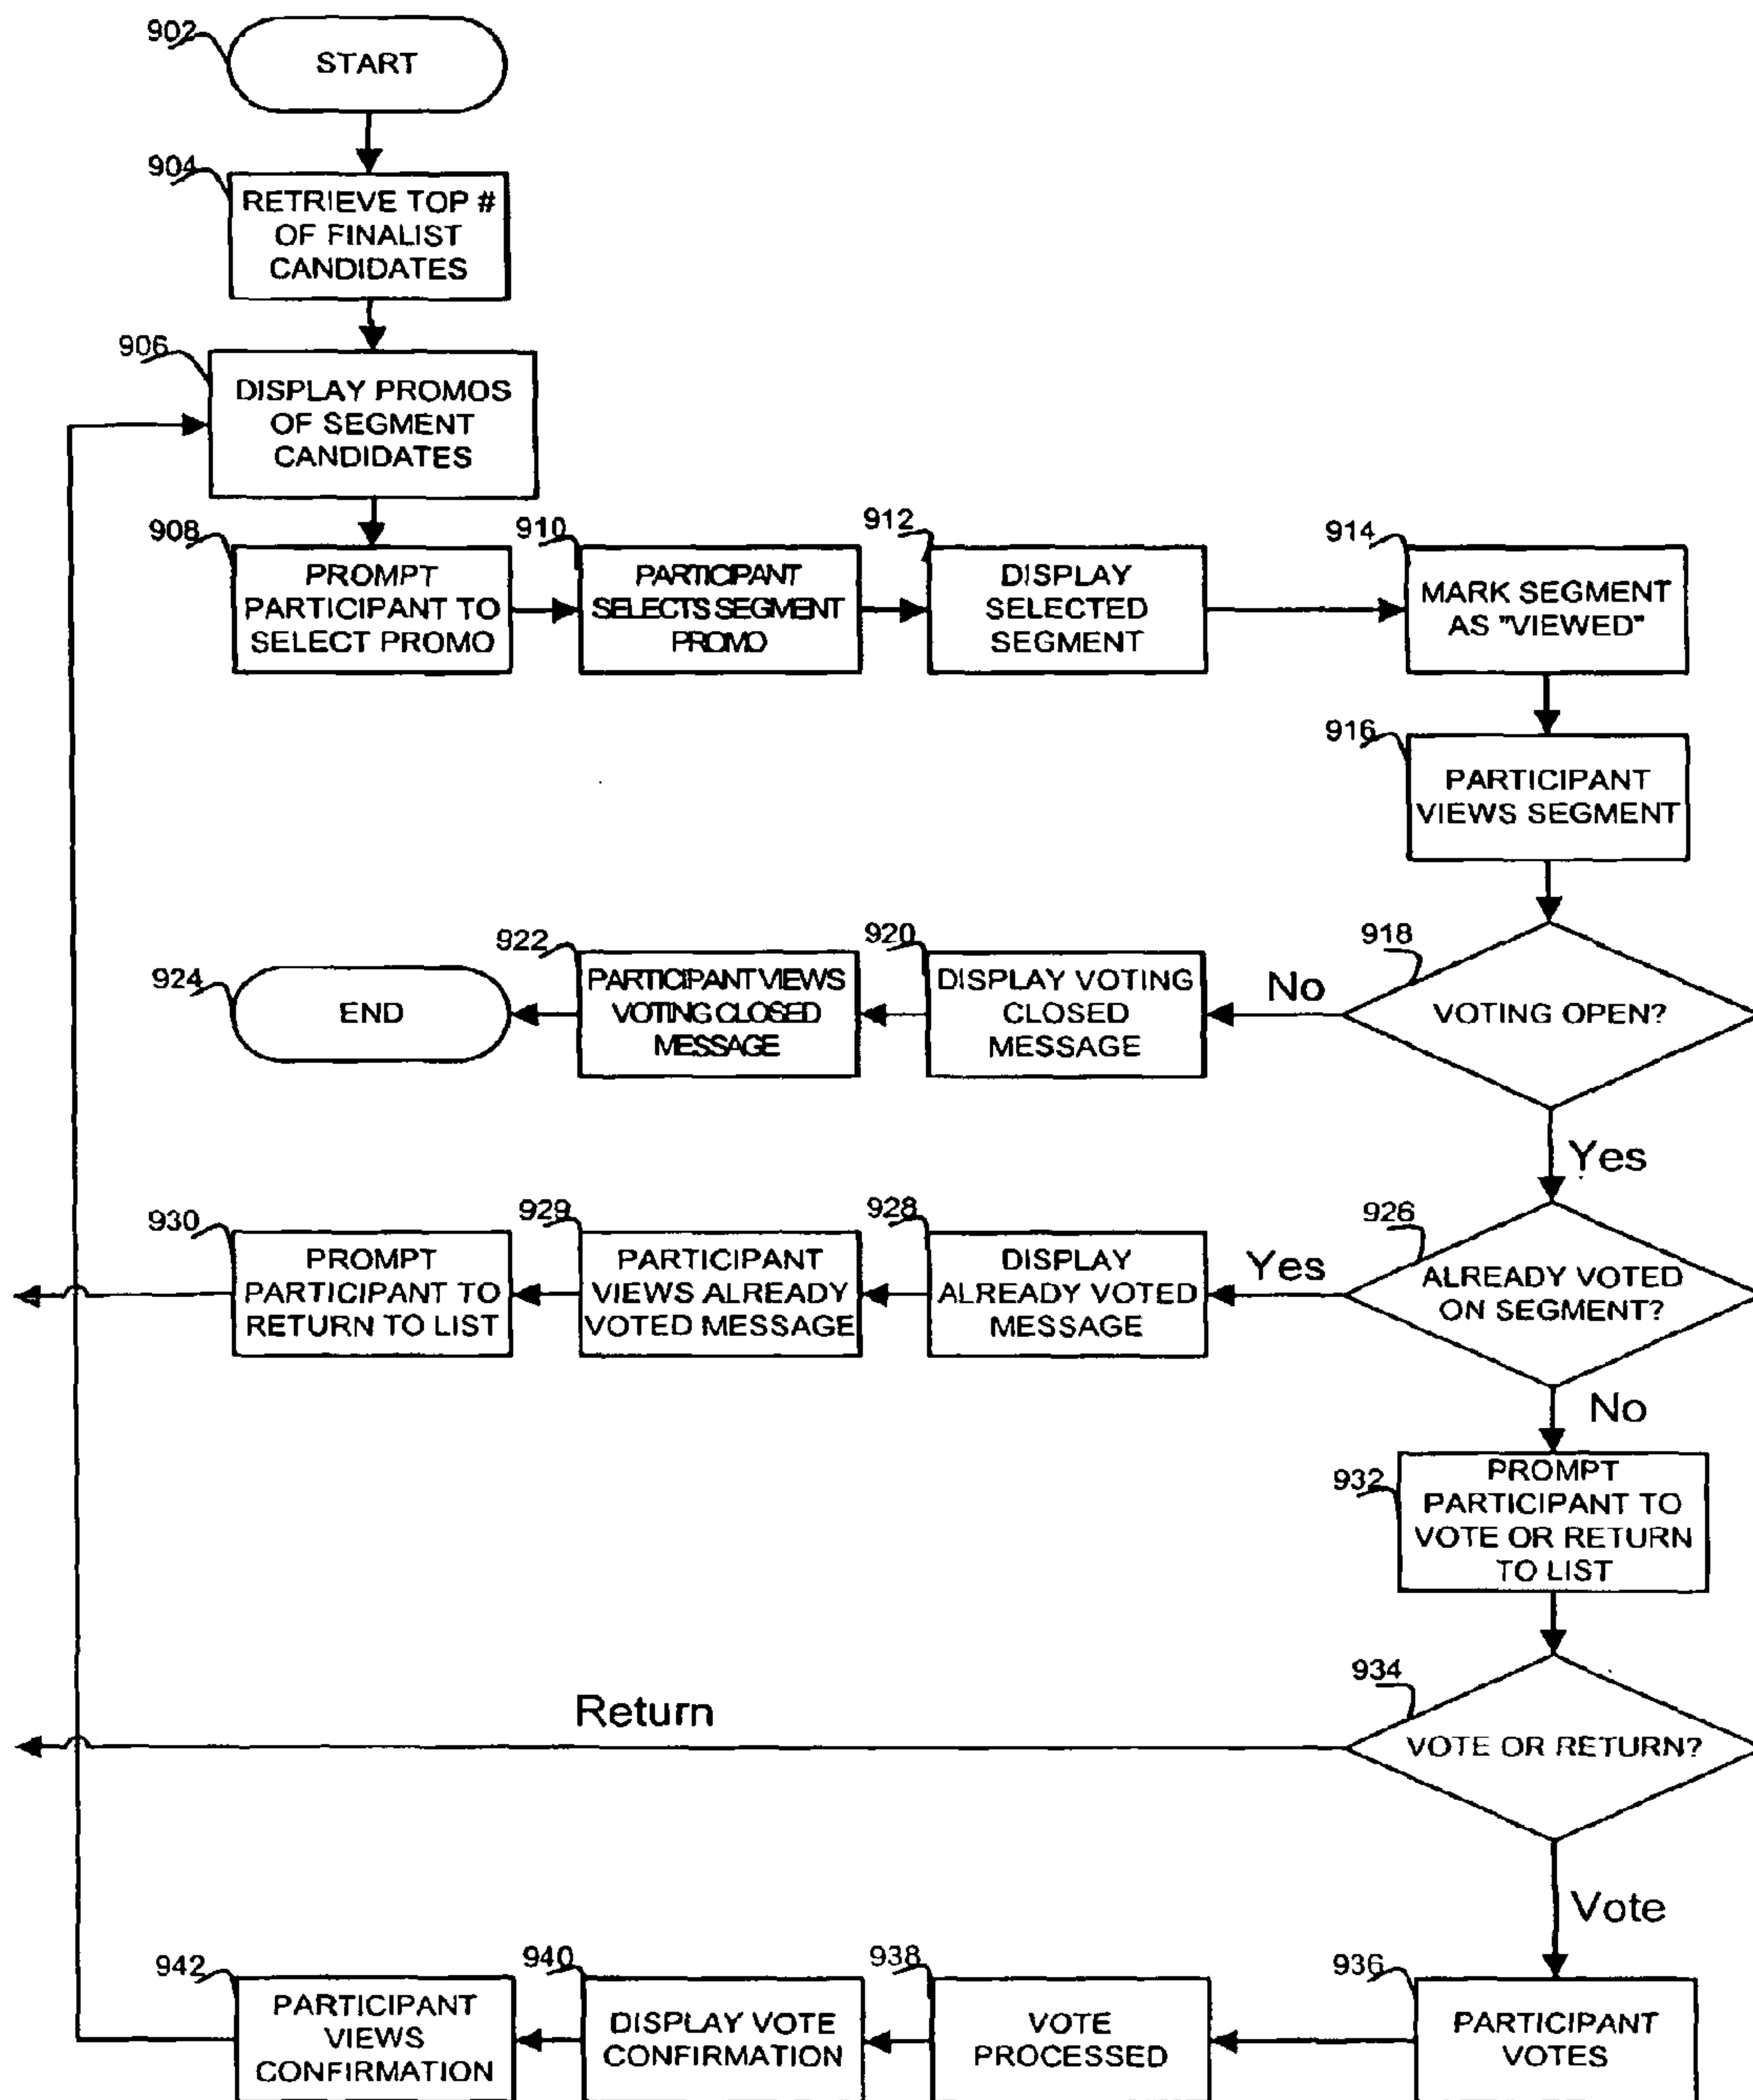 902
START
904
RETRIEVE TOP #
OF FINALIST
CANDIDATES
906
DISPLAY PROMOS
OF SEGMENT
CANDIDATES
908
PROMPT
PARTICIPANT TO
SELECT PROMO
910
PARTICIPANT
SELECTS SEGMENT
PROMO
912
DISPLAY
SELECTED
SEGMENT
914
MARK SEGMENT
AS "VIEWED"
916
PARTICIPANT
VIEWS SEGMENT
918
VOTING OPEN?
No
920
DISPLAY VOTING
CLOSED
MESSAGE
922
PARTICIPANT VIEWS
VOTING CLOSED
MESSAGE
924
END
Yes
926
ALREADY VOTED
ON SEGMENT?
Yes
928
DISPLAY
ALREADY VOTED
MESSAGE
929
PARTICIPANT
VIEWS ALREADY
VOTED MESSAGE
930
PROMPT
PARTICIPANT TO
RETURN TO LIST
No
932
PROMPT
PARTICIPANT TO
VOTE OR RETURN
TO LIST
934
VOTE OR RETURN?
Return
Vote
936
PARTICIPANT
VOTES
938
VOTE
PROCESSED
940
DISPLAY VOTE
CONFIRMATION
942
PARTICIPANT
VIEWS
CONFIRMATION